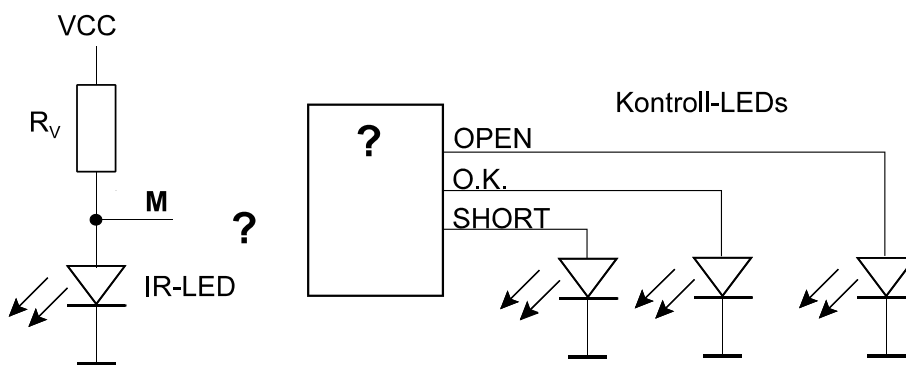 VCC
R_V
M
IR-LED
?
?
Kontroll-LEDs
OPEN
O.K.
SHORT